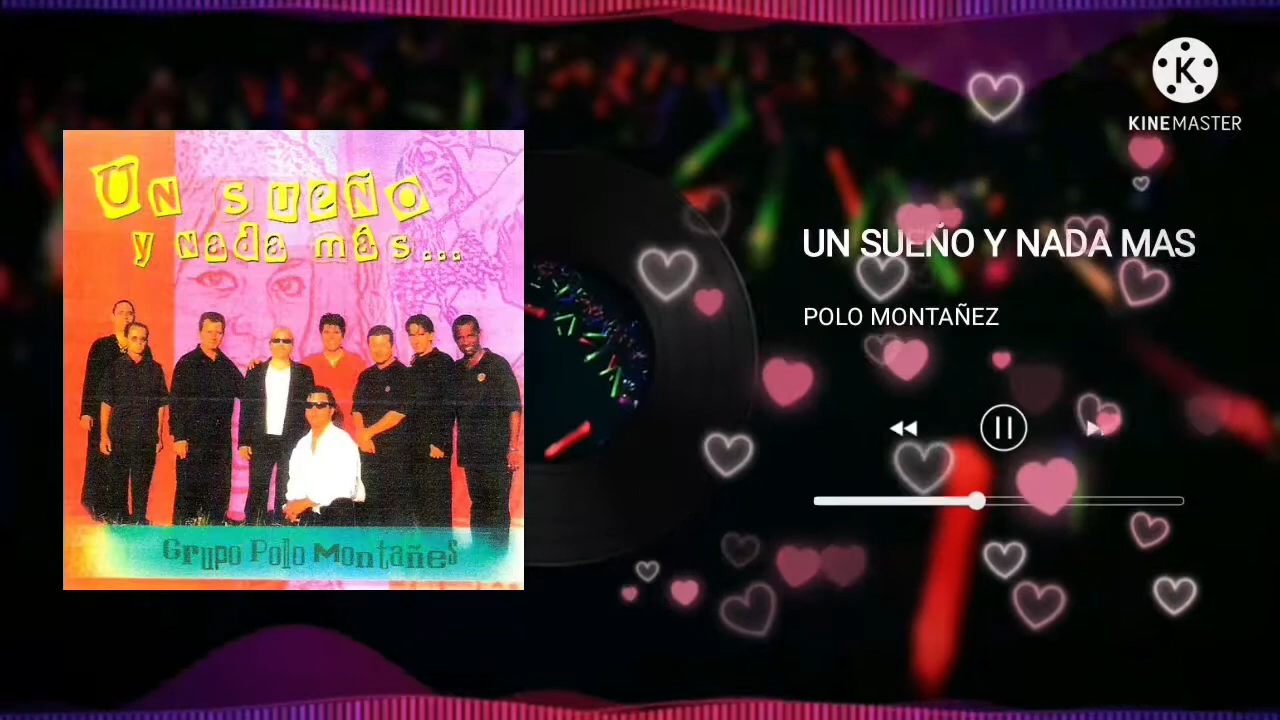 K
KINEMASTER
Un sueño
y nada más...
Grupo Polo Montañes
UN SUEÑO Y NADA MAS
POLO MONTAÑEZ